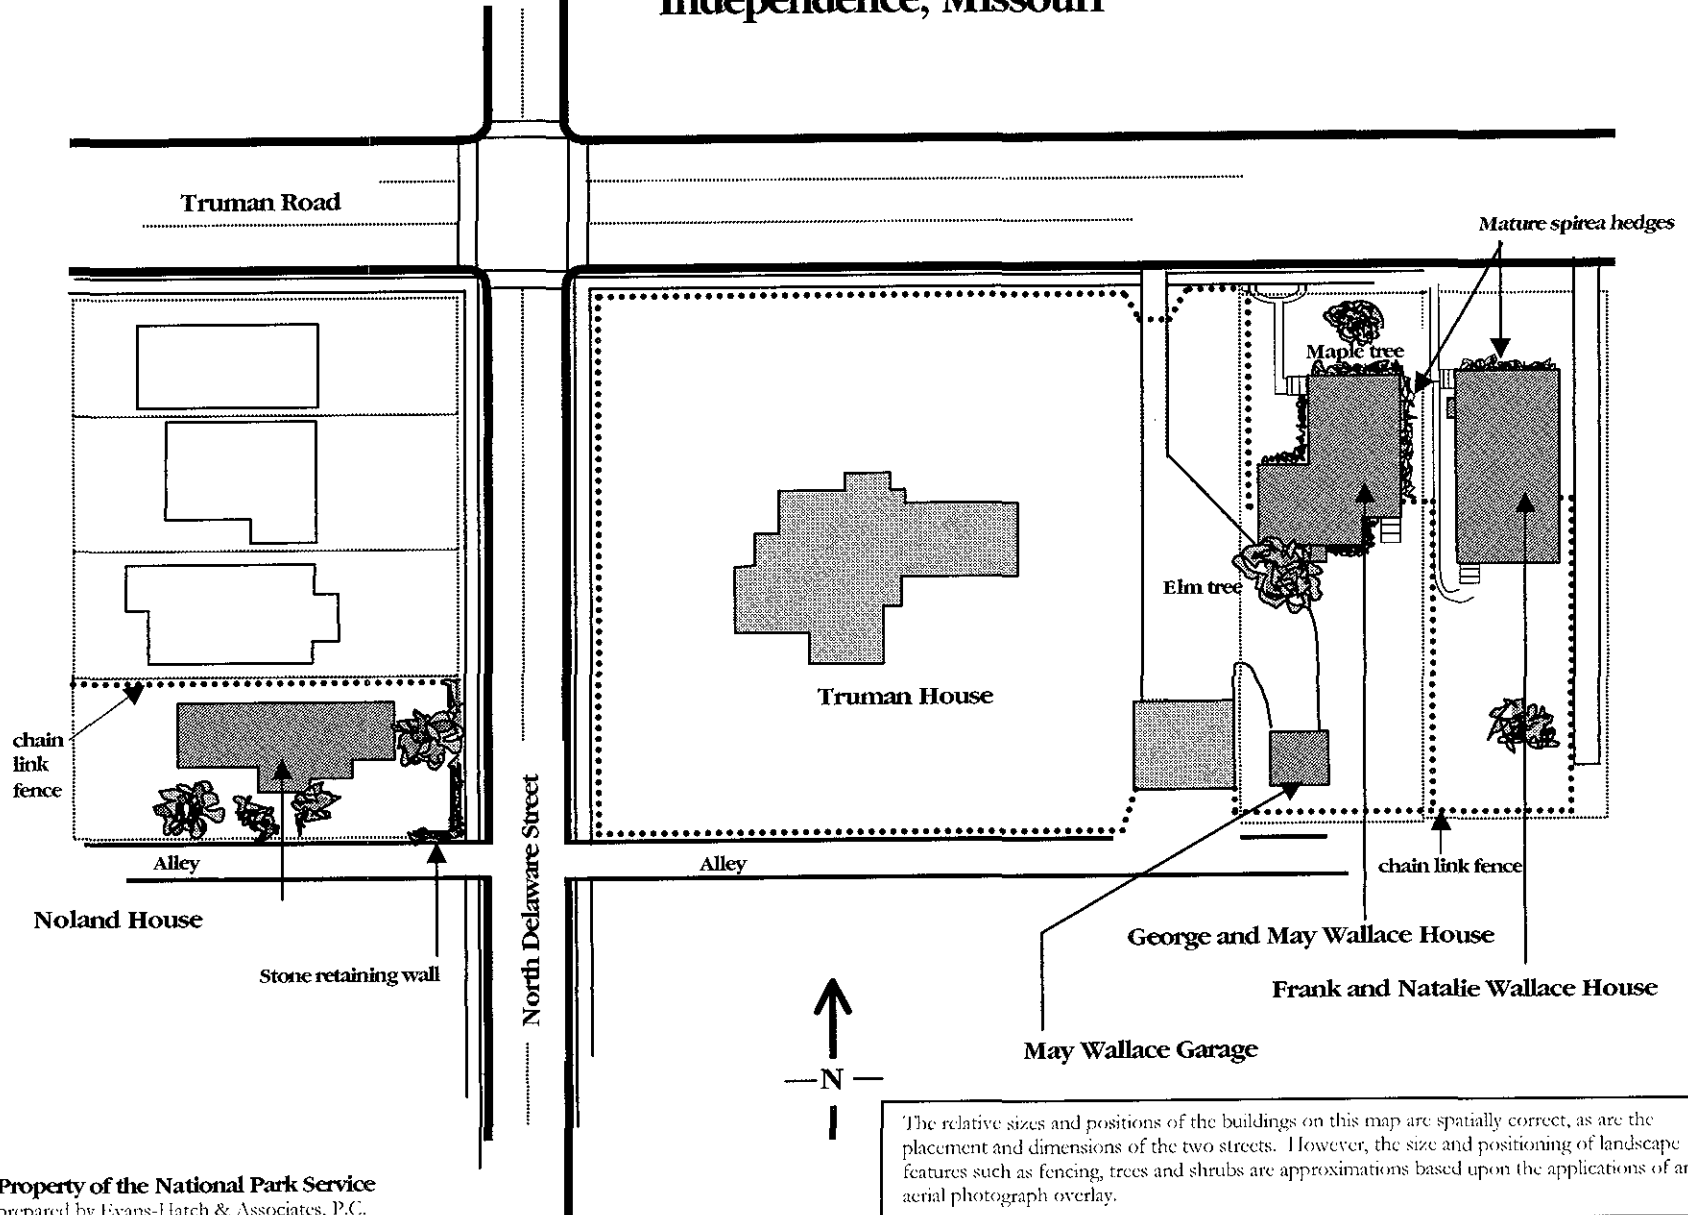 Independence, Missouri
Truman Road
Mature spirea hedges
Maple tree
Elm tree
Truman House
chain
link
fence
North Delaware Street
Alley
Alley
chain link fence
Noland House
George and May Wallace House
Stone retaining wall
Frank and Natalie Wallace House
May Wallace Garage
N
The relative sizes and positions of the buildings on this map are spatially correct, as are the
placement and dimensions of the two streets. However, the size and positioning of landscape
features such as fencing, trees and shrubs are approximations based upon the applications of an
aerial photograph overlay.
Property of the National Park Service
prepared by Evans-Hatch & Associates, P.C.